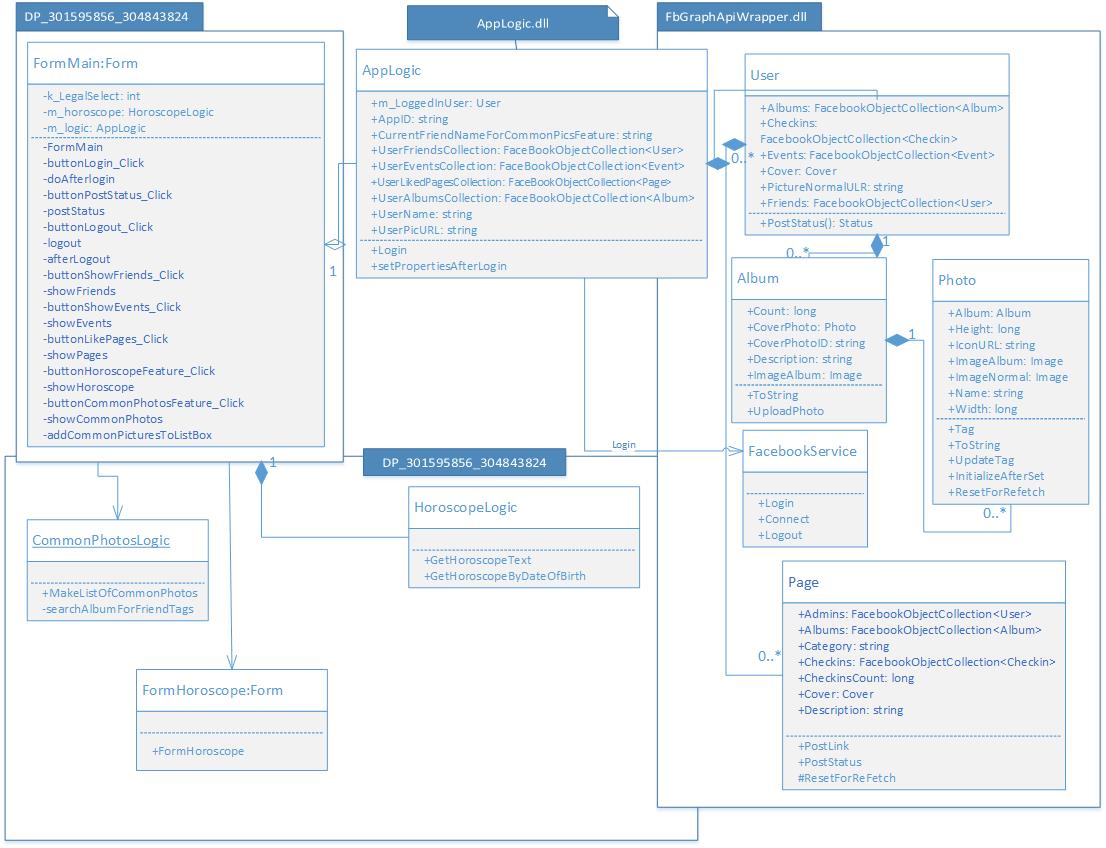 DP_301595856_304843824
FormMain:Form
-k_LegalSelect: int
-m_horoscope: HoroscopeLogic
-m_logic: AppLogic
-FormMain
-buttonLogin_Click
-doAfterlogin
-buttonPostStatus_Click
-postStatus
-buttonLogout_Click
-logout
-afterLogout
-buttonShowFriends_Click
-showFriends
-buttonShowEvents_Click
-showEvents
-buttonLikePages_Click
-showPages
-buttonHoroscopeFeature_Click
-showHoroscope
-buttonCommonPhotosFeature_Click
-showCommonPhotos
-addCommonPicturesToListBox
1
AppLogic.dll
AppLogic
+m_LoggedInUser: User
+AppID: string
+CurrentFriendNameForCommonPicsFeature: string
+UserFriendsCollection: FaceBookObjectCollection<User>
+UserEventsCollection: FaceBookObjectCollection<Event>
+UserLikedPagesCollection: FaceBookObjectCollection<Page>
+UserAlbumsCollection: FaceBookObjectCollection<Album>
+UserName: string
+UserPicURL: string
+Login
+setPropertiesAfterLogin
FbGraphApiWrapper.dll
User
+Albums: FacebookObjectCollection<Album>
+Checkins:
FacebookObjectCollection<Checkin>
+Events: FacebookObjectCollection<Event>
+Cover: Cover
+PictureNormalULR: string
+Friends: FacebookObjectCollection<User>
+PostStatus(): Status
0..*
1
0..*
Album
+Count: long
+CoverPhoto: Photo
+CoverPhotoID: string
+Description: string
+ImageAlbum: Image
+ToString
+UploadPhoto
1
Photo
+Album: Album
+Height: long
+IconURL: string
+ImageAlbum: Image
+ImageNormal: Image
+Name: string
+Width: long
+Tag
+ToString
+UpdateTag
+InitializeAfterSet
+ResetForRefetch
0..*
Login
FacebookService
+Login
+Connect
+Logout
Page
+Admins: FacebookObjectCollection<User>
+Albums: FacebookObjectCollection<Album>
+Category: string
+Checkins: FacebookObjectCollection<Checkin>
+CheckinsCount: long
+Cover: Cover
+Description: string
+PostLink
+PostStatus
#ResetForReFetch
0..*
DP_301595856_304843824
1
HoroscopeLogic
+GetHoroscopeText
+GetHoroscopeByDateOfBirth
CommonPhotosLogic
+MakeListOfCommonPhotos
-searchAlbumForFriendTags
FormHoroscope:Form
+FormHoroscope